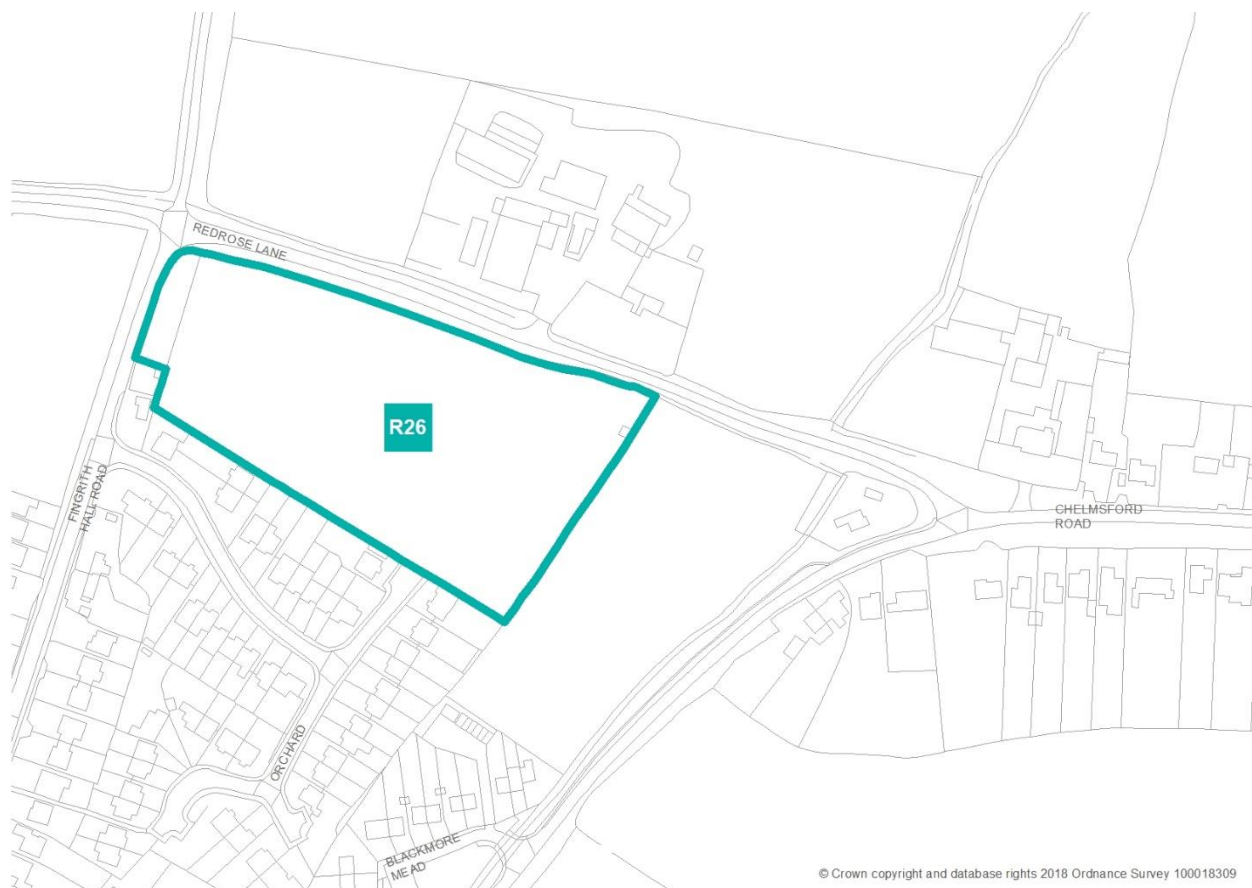 REDROSE LANE
R26
FINGRITH
HALL ROAD
CHELMSFORD
ROAD
ORCHARD
BLACKMORE
MEAD
© Crown copyright and database rights 2018 Ordnance Survey 100018309